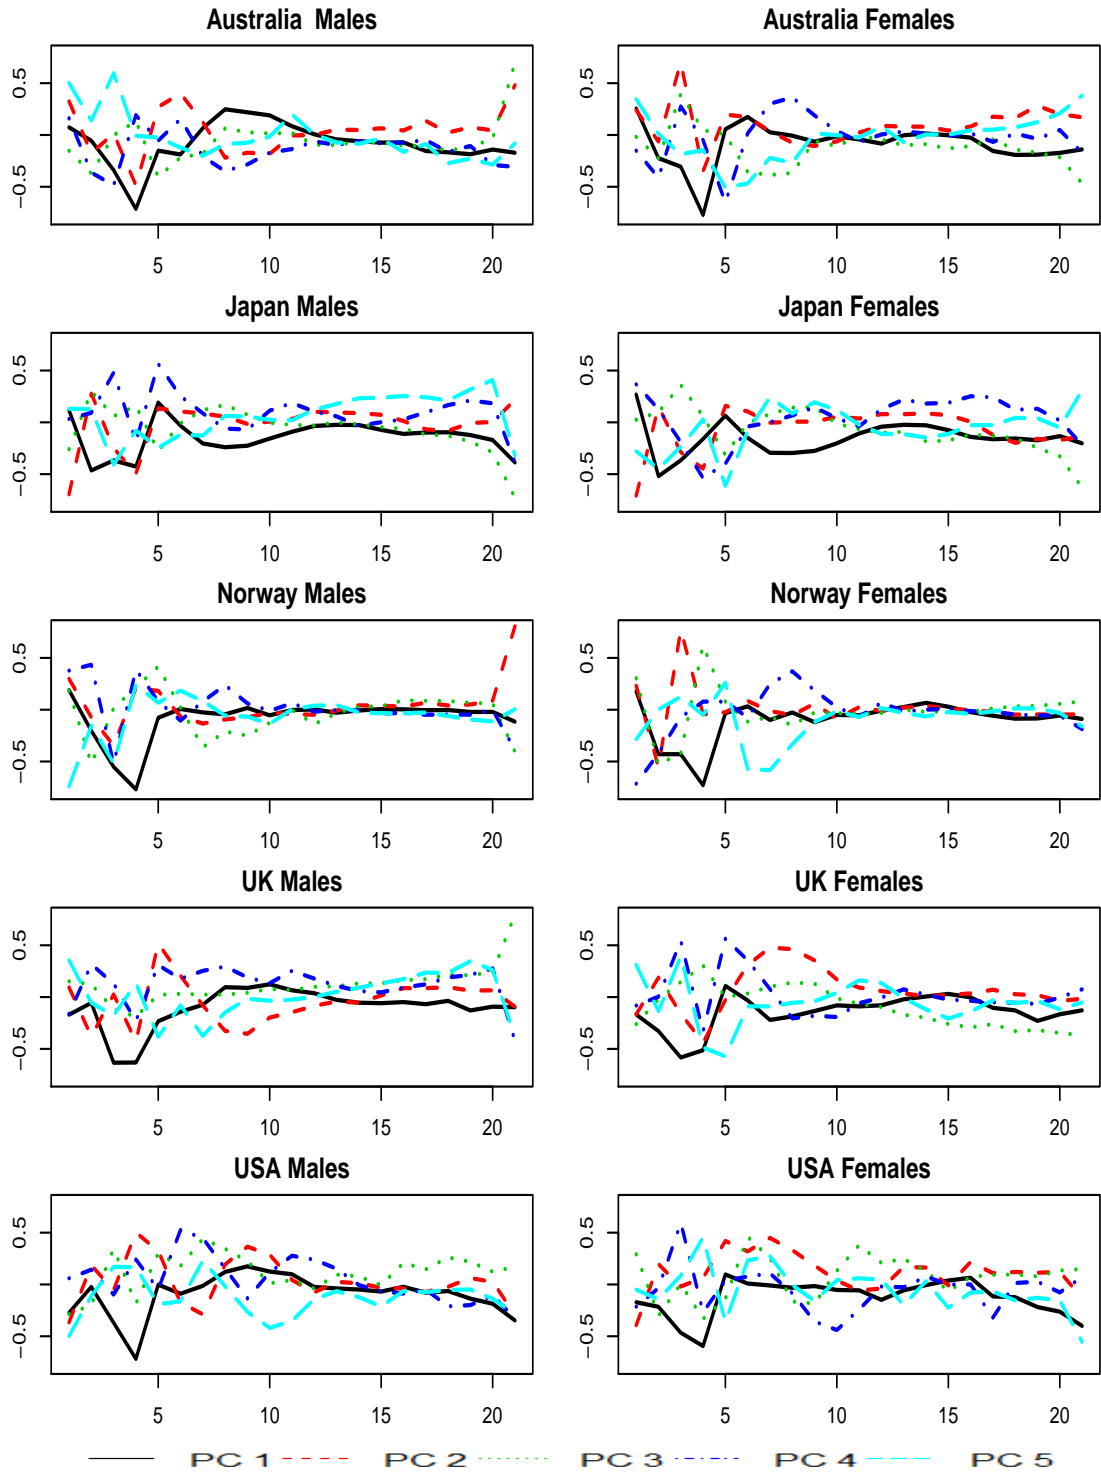 Australia Males
Australia Females
0.5
−0.5
5 10 15 20
0.5
−0.5
5 10 15 20
Japan Males
Japan Females
0.5
−0.5
5 10 15 20
0.5
−0.5
5 10 15 20
Norway Males
Norway Females
0.5
−0.5
5 10 15 20
0.5
−0.5
5 10 15 20
UK Males
UK Females
0.5
−0.5
5 10 15 20
0.5
−0.5
5 10 15 20
USA Males
USA Females
0.5
−0.5
5 10 15 20
0.5
−0.5
5 10 15 20
PC 1 PC 2 PC 3 PC 4 PC 5